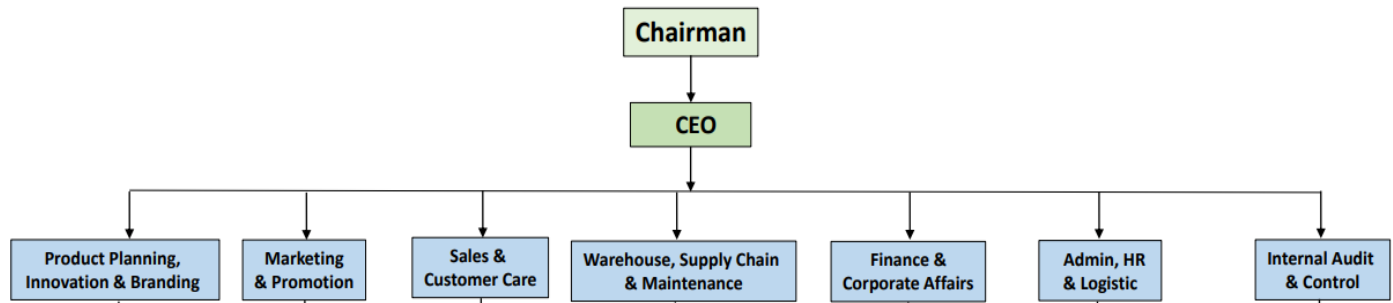 Chairman
CEO
Product Planning,
Innovation & Branding
Marketing
& Promotion
Sales &
Customer Care
Warehouse, Supply Chain
& Maintenance
Finance &
Corporate Affairs
Admin, HR
& Logistic
Internal Audit
& Control